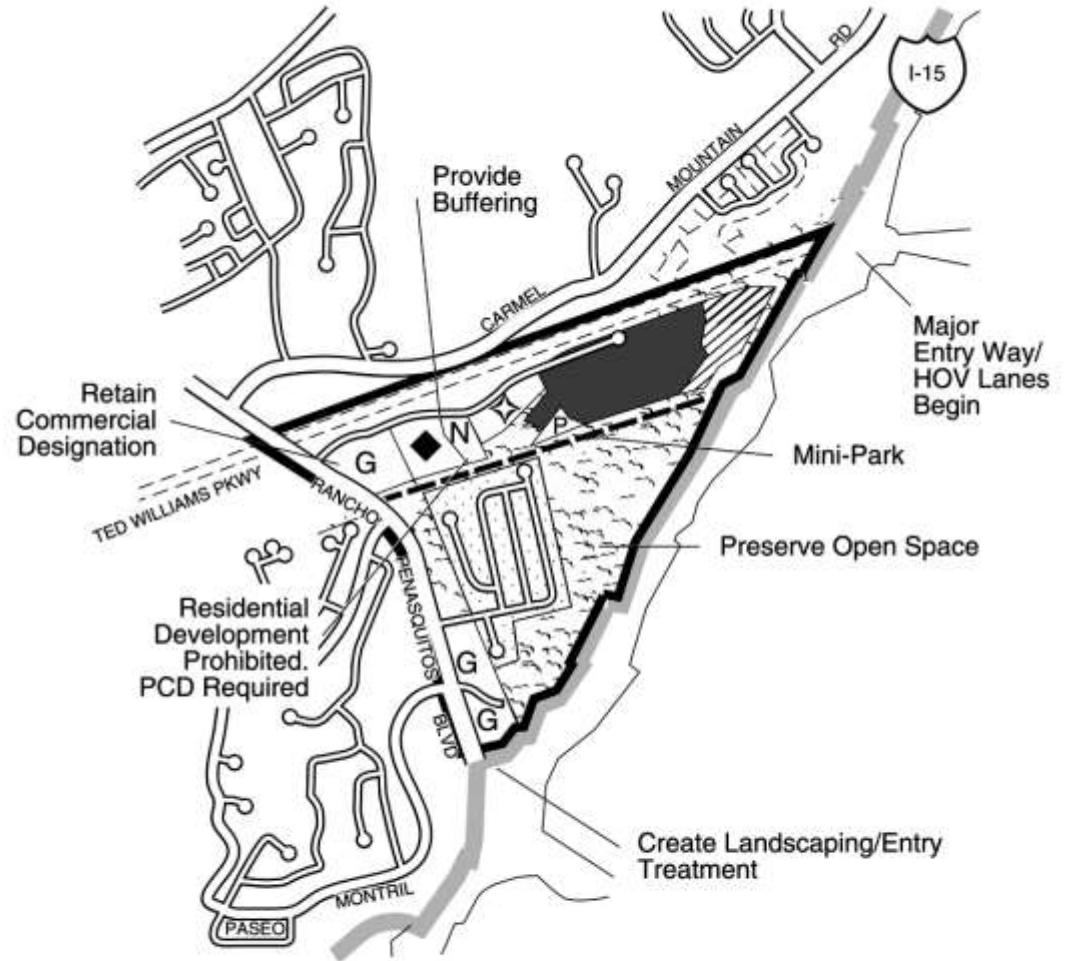 RD
I-15
MOUNTAIN
Provide
Buffering
CARMEL
Major
Entry Way/
HOV Lanes
Begin
Retain
Commercial
Designation
N
P
G
Mini-Park
TED WILLIAMS PKWY
RANCHO
Preserve Open Space
PENASQUITOS
Residential
Development
Prohibited.
PCD Required
G
G
BLVD
Create Landscaping/Entry
Treatment
MONTRIL
PASEO